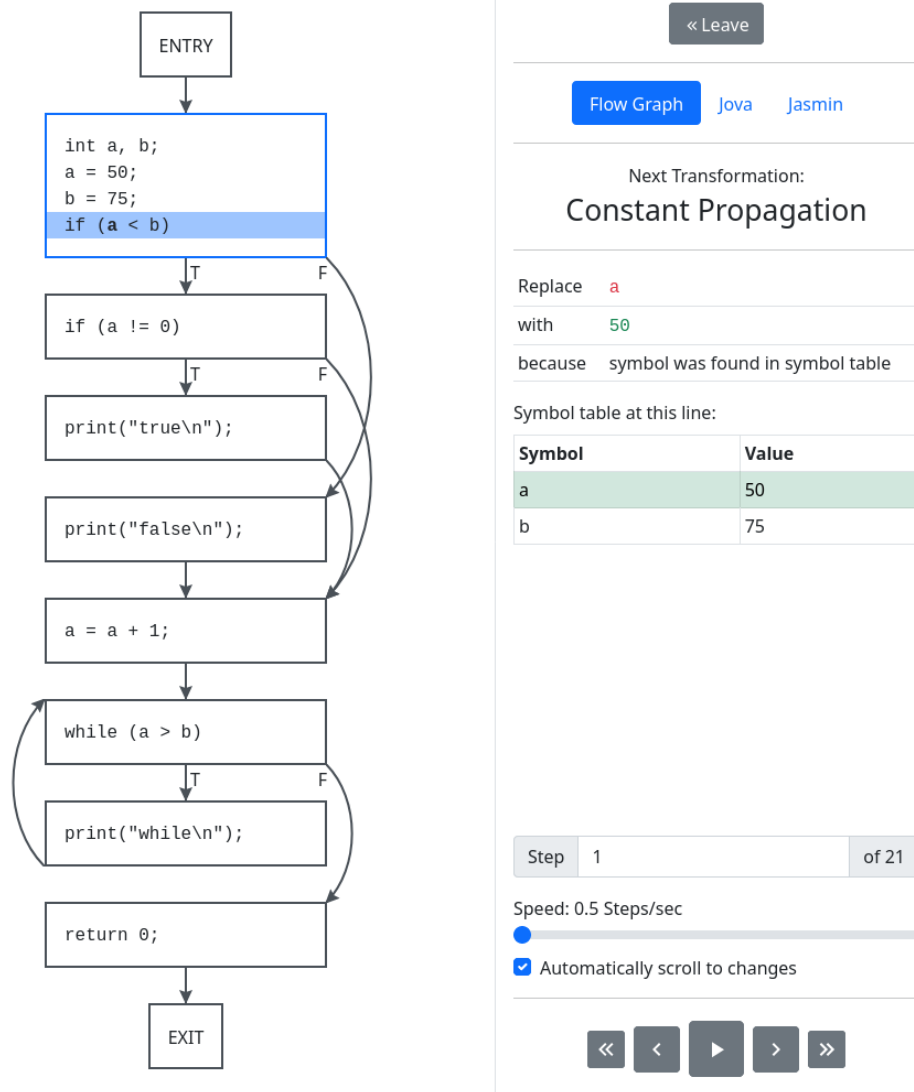 ENTRY
int a, b;
a = 50;
b = 75;
if (a < b)
T F
if (a != 0)
T F
print("true\n");
print("false\n");
a = a + 1;
while (a > b)
T F
print("while\n");
return 0;
EXIT
« Leave
Flow Graph Jova Jasmin
Next Transformation:
Constant Propagation
Replace a
with 50
because symbol was found in symbol table
Symbol table at this line:
Symbol Value
a 50
b 75
Step 1 of 21
Speed: 0.5 Steps/sec
Automatically scroll to changes